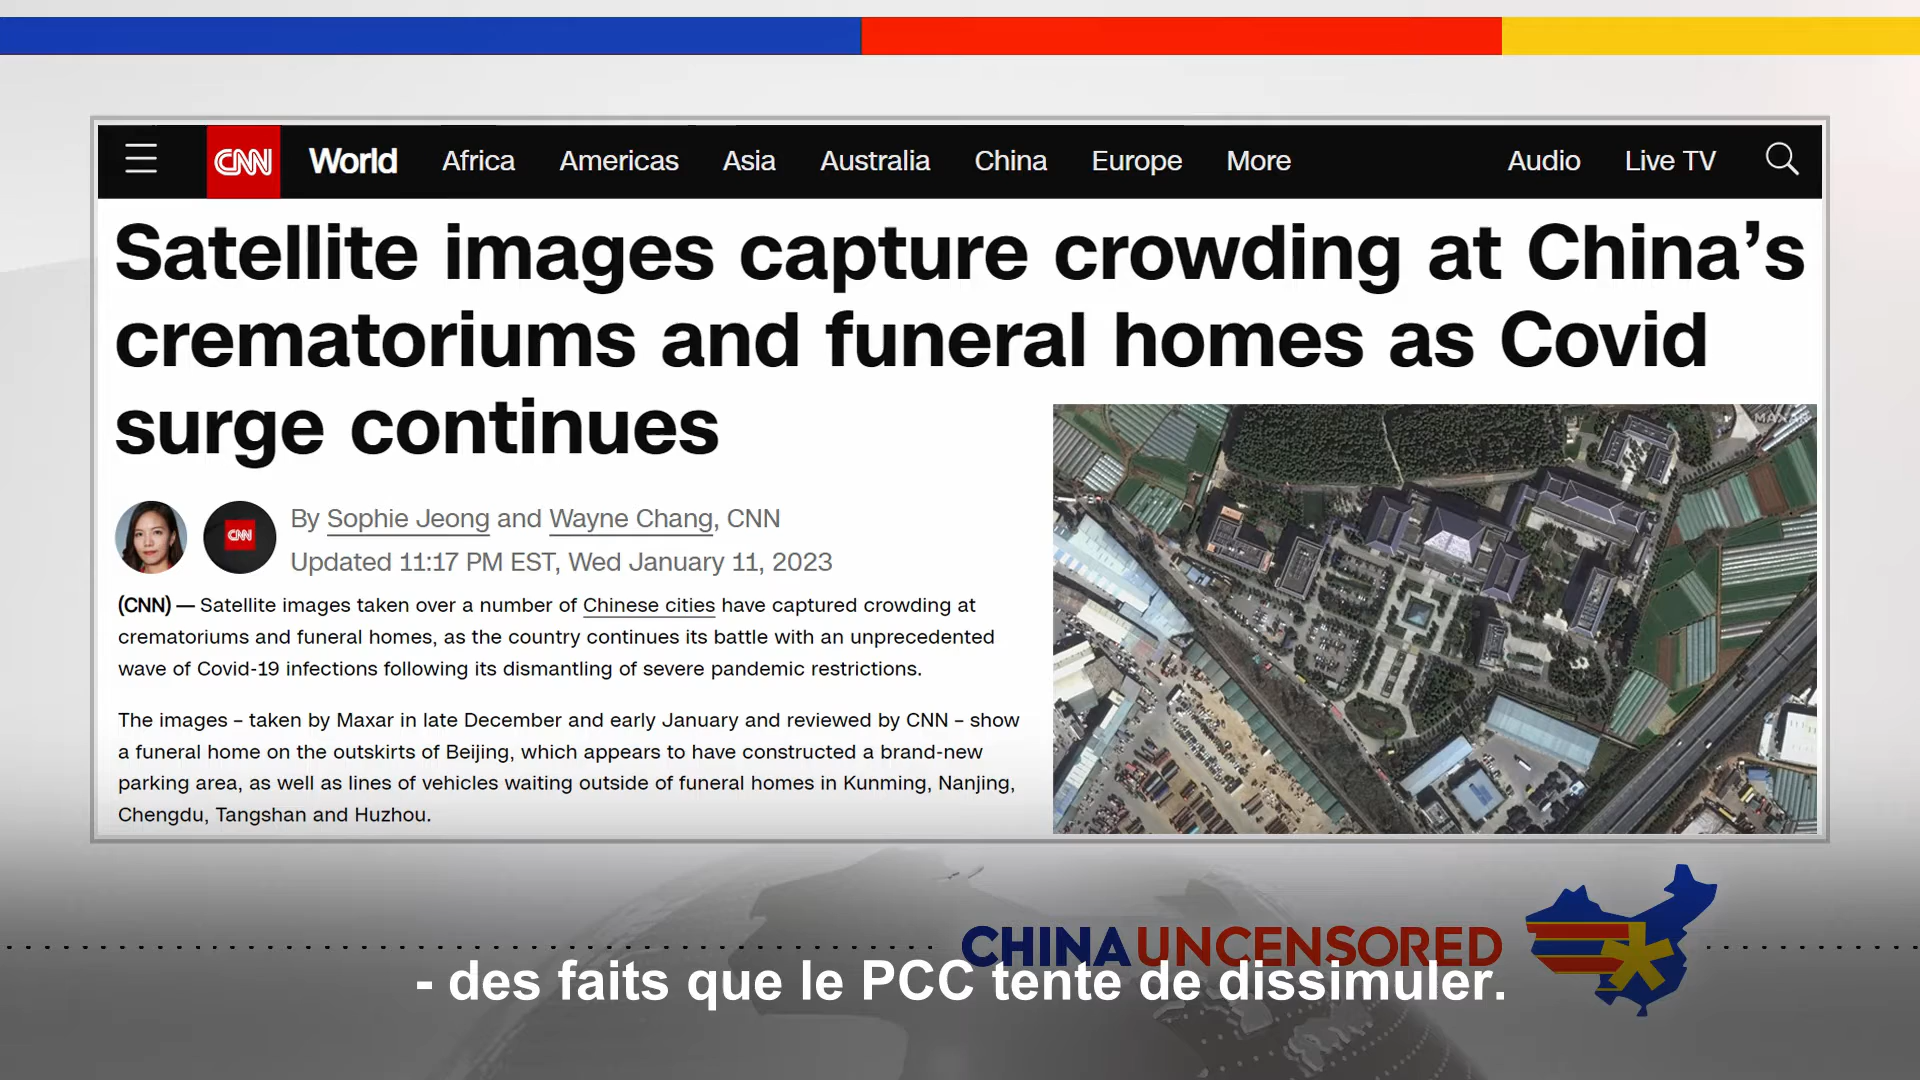 CNN World Africa Americas Asia Australia China Europe More Audio Live TV
Satellite images capture crowding at China’s
crematoriums and funeral homes as Covid
surge continues
MAXAR
CNN
By Sophie Jeong and Wayne Chang, CNN
Updated 11:17 PM EST, Wed January 11, 2023
(CNN) — Satellite images taken over a number of Chinese cities have captured crowding at
crematoriums and funeral homes, as the country continues its battle with an unprecedented
wave of Covid-19 infections following its dismantling of severe pandemic restrictions.
The images – taken by Maxar in late December and early January and reviewed by CNN – show
a funeral home on the outskirts of Beijing, which appears to have constructed a brand-new
parking area, as well as lines of vehicles waiting outside of funeral homes in Kunming, Nanjing,
Chengdu, Tangshan and Huzhou.
CHINA UNCENSORED
- des faits que le PCC tente de dissimuler.